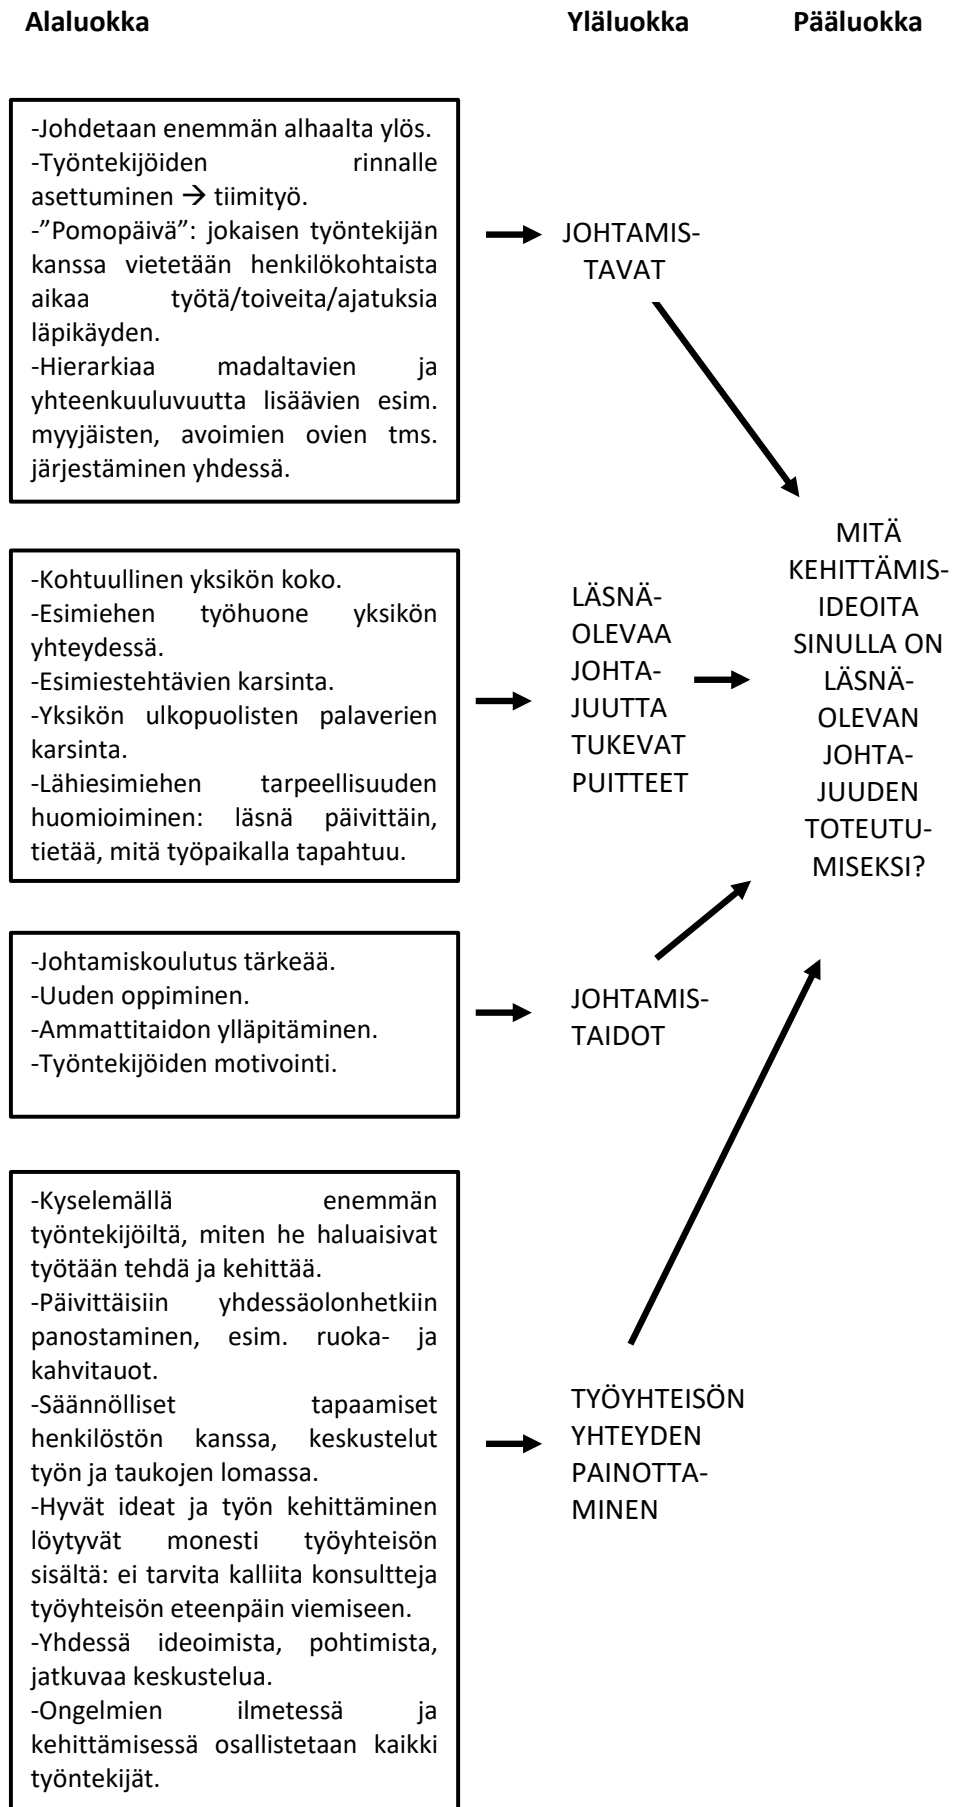 Alaluokka Yläluokka Pääluokka
-Johdetaan enemmän alhaalta ylös.
-Työntekijöiden rinnalle
asettuminen → tiimityö.
-”Pomopäivä”: jokaisen työntekijän
kanssa vietetään henkilökohtaista
aikaa työtä/toiveita/ajatuksia
läpikäyden.
-Hierarkiaa madaltavien ja
yhteenkuuluvuutta lisäävien esim.
myyjäisten, avoimien ovien tms.
järjestäminen yhdessä.
JOHTAMIS-
TAVAT
-Kohtuullinen yksikön koko.
-Esimiehen työhuone yksikön
yhteydessä.
-Esimiestehtävien karsinta.
-Yksikön ulkopuolisten palaverien
karsinta.
-Lähiesimiehen tarpeellisuuden
huomioiminen: läsnä päivittäin,
tietää, mitä työpaikalla tapahtuu.
LÄSNÄ-
OLEVAA
JOHTA-
JUUTTA
TUKEVAT
PUITTEET
MITÄ
KEHITTÄMIS-
IDEOITA
SINULLA ON
LÄSNÄ-
OLEVAN
JOHTA-
JUUDEN
TOTEUTU-
MISEKSI?
-Johtamiskoulutus tärkeää.
-Uuden oppiminen.
-Ammattitaidon ylläpitäminen.
-Työntekijöiden motivointi.
JOHTAMIS-
TAIDOT
-Kyselemällä enemmän
työntekijöiltä, miten he haluaisivat
työtään tehdä ja kehittää.
-Päivittäisiin yhdessäolonhetkiin
panostaminen, esim. ruoka- ja
kahvitauot.
-Säännölliset tapaamiset
henkilöstön kanssa, keskustelut
työn ja taukojen lomassa.
-Hyvät ideat ja työn kehittäminen
löytyvät monesti työyhteisön
sisältä: ei tarvita kalliita konsultteja
työyhteisön eteenpäin viemiseen.
-Yhdessä ideoimista, pohtimista,
jatkuvaa keskustelua.
-Ongelmien ilmetessä ja
kehittämisessä osallistetaan kaikki
työntekijät.
TYÖYHTEISÖN
YHTEYDEN
PAINOTTA-
MINEN